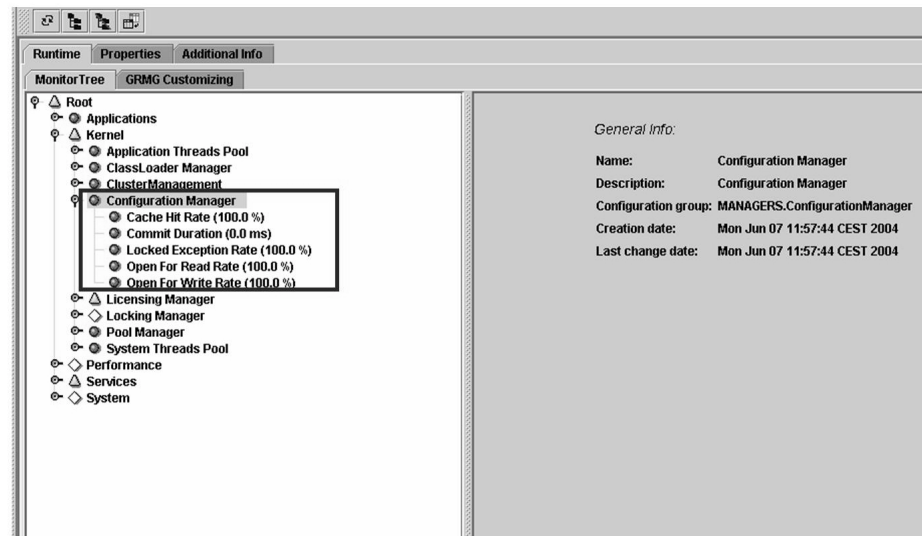 Runtime Properties Additional Info
MonitorTree GRMG Customizing
Root
Applications
Kernel
Application Threads Pool
ClassLoader Manager
ClusterManagement
Configuration Manager
Cache Hit Rate (100.0 %)
Commit Duration (0.0 ms)
Locked Exception Rate (100.0 %)
Open For Read Rate (100.0 %)
Open For Write Rate (100.0 %)
Licensing Manager
Locking Manager
Pool Manager
System Threads Pool
Performance
Services
System
General Info:
Name: Configuration Manager
Description: Configuration Manager
Configuration group: MANAGERS.ConfigurationManager
Creation date: Mon Jun 07 11:57:44 CEST 2004
Last change date: Mon Jun 07 11:57:44 CEST 2004